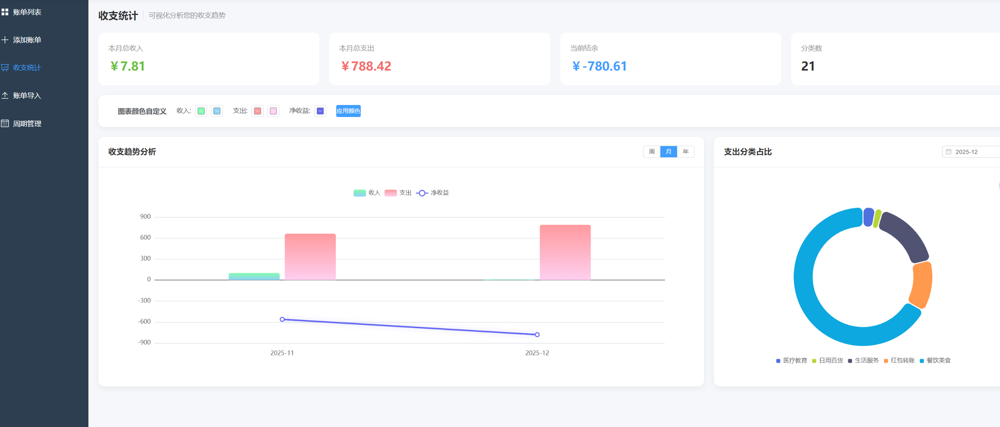 账单列表
添加账单
收支统计
账单导入
周期管理
收支统计 可视化分析您的收支趋势
本月总收入
¥7.81
本月总支出
¥788.42
当前结余
¥-780.61
分类数
21
图表颜色自定义 收入: 支出: 净收益: 应用颜色
收支趋势分析 周 月 年
收入 支出 净收益
900
600
300
0
-300
-600
-900
2025-11 2025-12
支出分类占比 2025-12
医疗教育 日用百货 生活服务 红包转账 餐饮美食